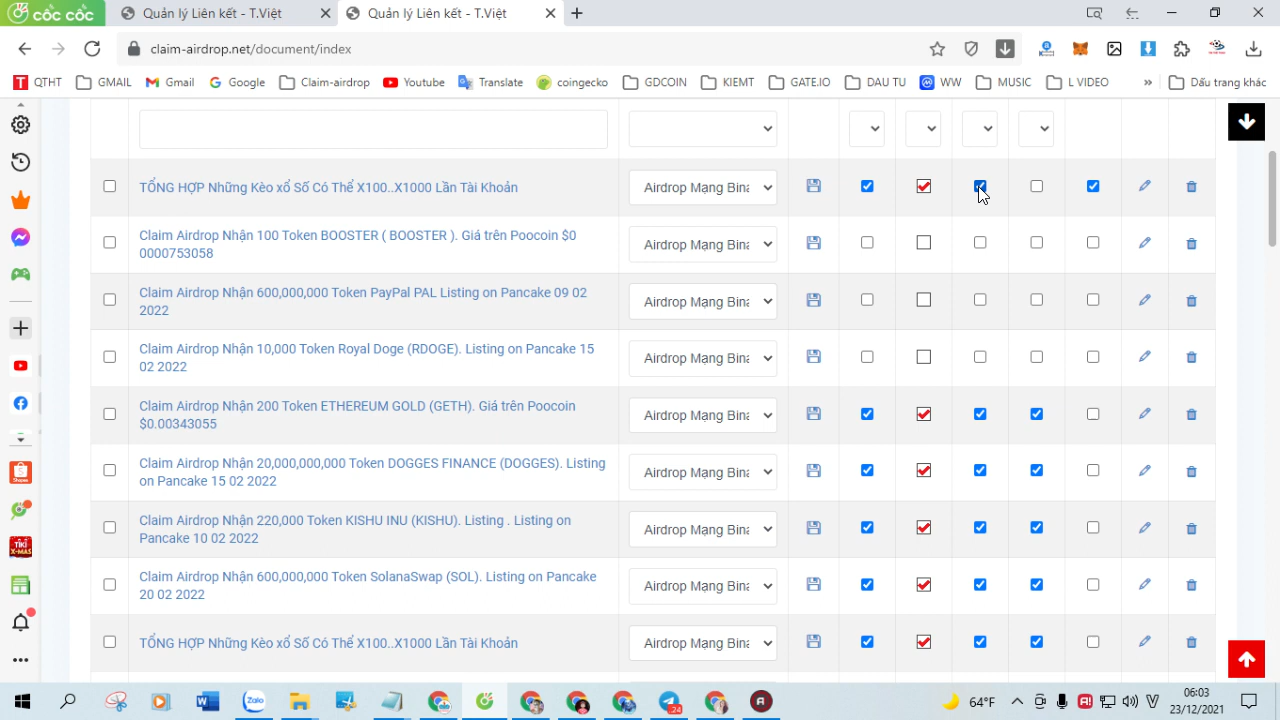 cốc cốc
Quản lý kiếm kết - T.Việt
Quản lý kiếm kết - T.Việt
claim-airdrop.net/document/index
QTHT
GMAIL
Gmail
Google
Claim-airdrop
Youtube
Translate
coingecko
GDCOIN
KIEMT
GATE.IO
DAU TU
WW
MUSIC
L VIDEO
»
Dấu trang khác
TỔNG HỢP Những Kèo xổ Số Có Thể X100..X1000 Lần Tài Khoản
Airdrop Mạng Bina
Claim Airdrop Nhận 100 Token BOOSTER ( BOOSTER ). Giá trên Poocoin $0
0000753058
Airdrop Mạng Bina
Claim Airdrop Nhận 600,000,000 Token PayPal PAL Listing on Pancake 09 02
2022
Airdrop Mạng Bina
Claim Airdrop Nhận 10,000 Token Royal Doge (RDOGE). Listing on Pancake 15
02 2022
Airdrop Mạng Bina
Claim Airdrop Nhận 200 Token ETHEREUM GOLD (GETH). Giá trên Poocoin
$0.00343055
Airdrop Mạng Bina
Claim Airdrop Nhận 20,000,000,000 Token DOGGES FINANCE (DOGGES). Listing
on Pancake 15 02 2022
Airdrop Mạng Bina
Claim Airdrop Nhận 220,000 Token KISHU INU (KISHU). Listing . Listing on
Pancake 10 02 2022
Airdrop Mạng Bina
Claim Airdrop Nhận 600,000,000 Token SolanaSwap (SOL). Listing on Pancake
20 02 2022
Airdrop Mạng Bina
TỔNG HỢP Những Kèo xổ Số Có Thể X100..X1000 Lần Tài Khoản
Airdrop Mạng Bina
Zalo
24
64°F
06:03
23/12/2021